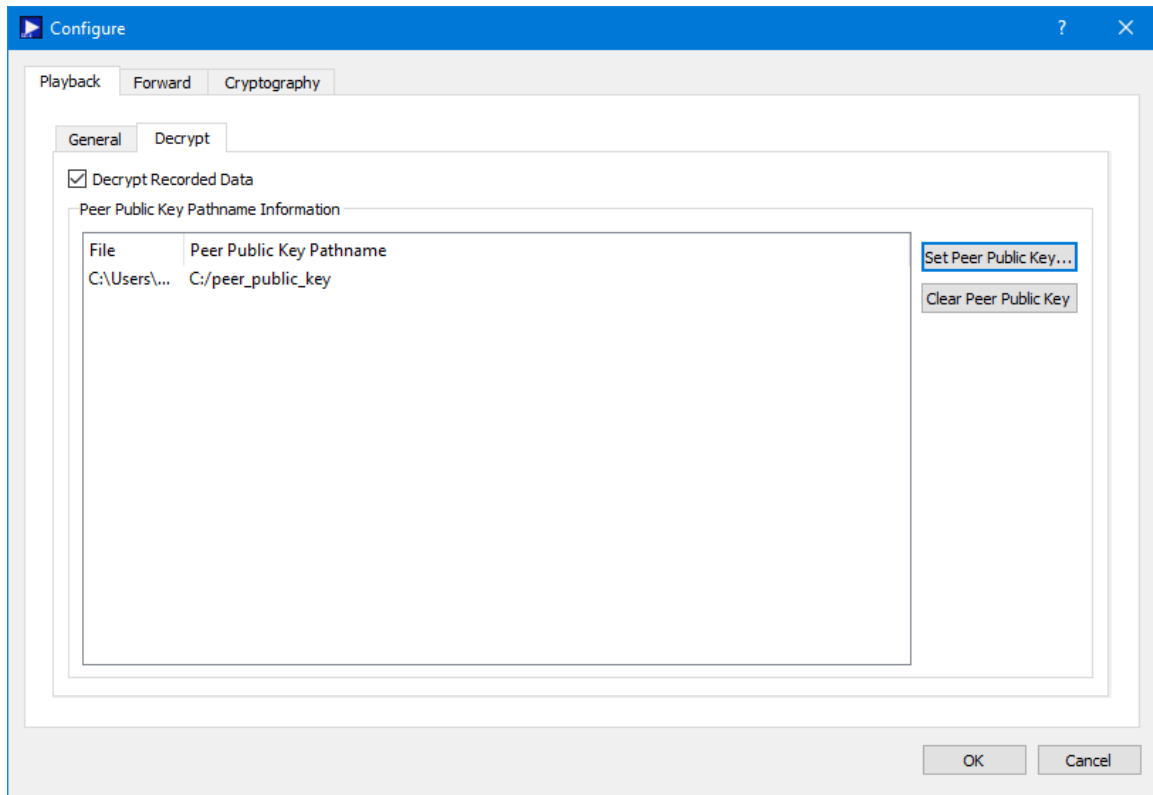 Configure
?
Playback Forward Cryptography
General Decrypt
Decrypt Recorded Data
Peer Public Key Pathname Information
File Peer Public Key Pathname
C:\Users\... C:/peer_public_key
Set Peer Public Key...
Clear Peer Public Key
OK Cancel